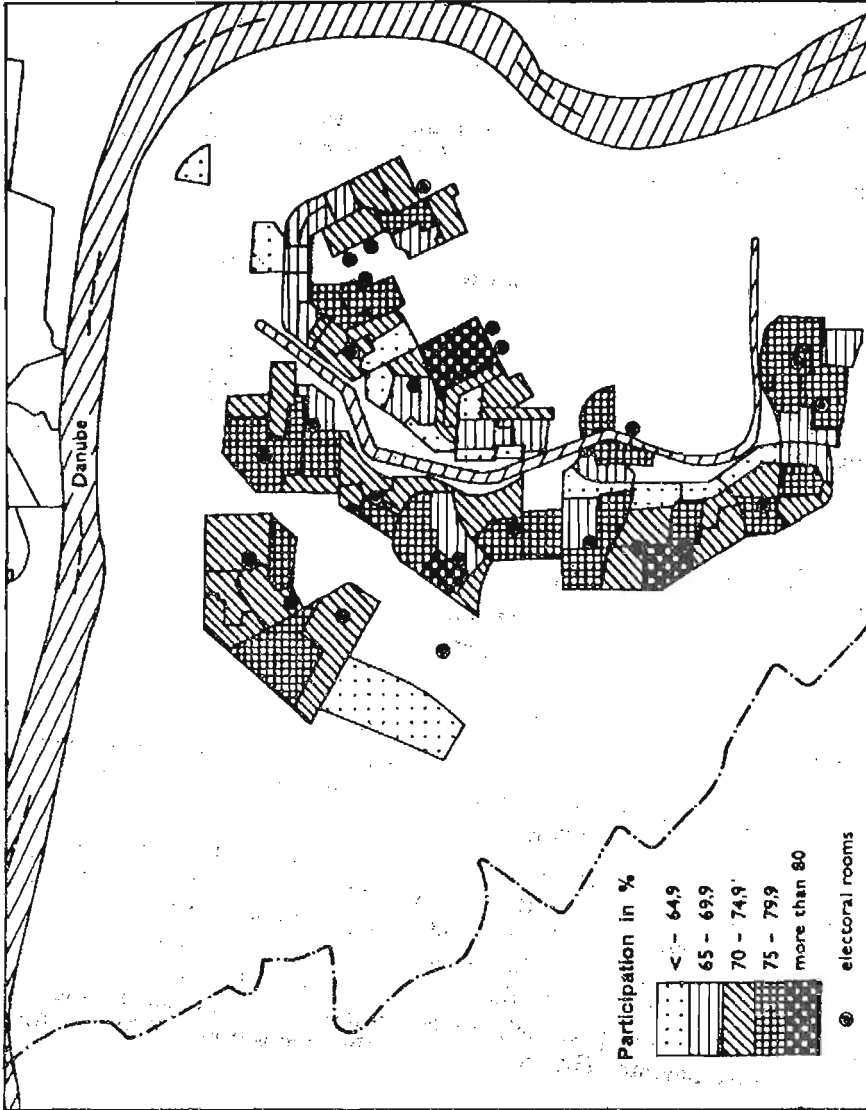 Danube
Participation in %
< - 64,9
65 - 69,9
70 - 74,9
75 - 79,9
more than 80
electoral rooms